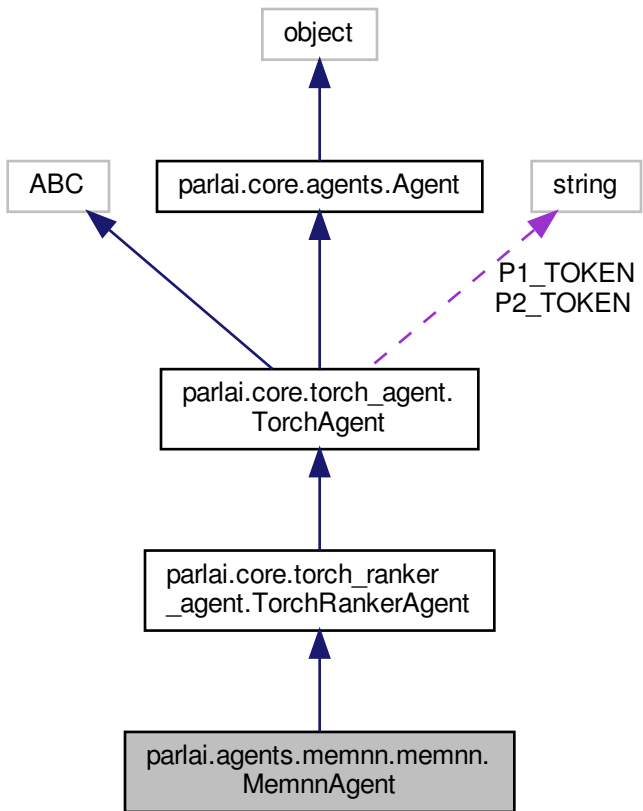 object
ABC
parlai.core.agents.Agent
string
P1_TOKEN
P2_TOKEN
parlai.core.torch_agent.
TorchAgent
parlai.core.torch_ranker
_agent.TorchRankerAgent
parlai.agents.memnn.memnn.
MemnnAgent